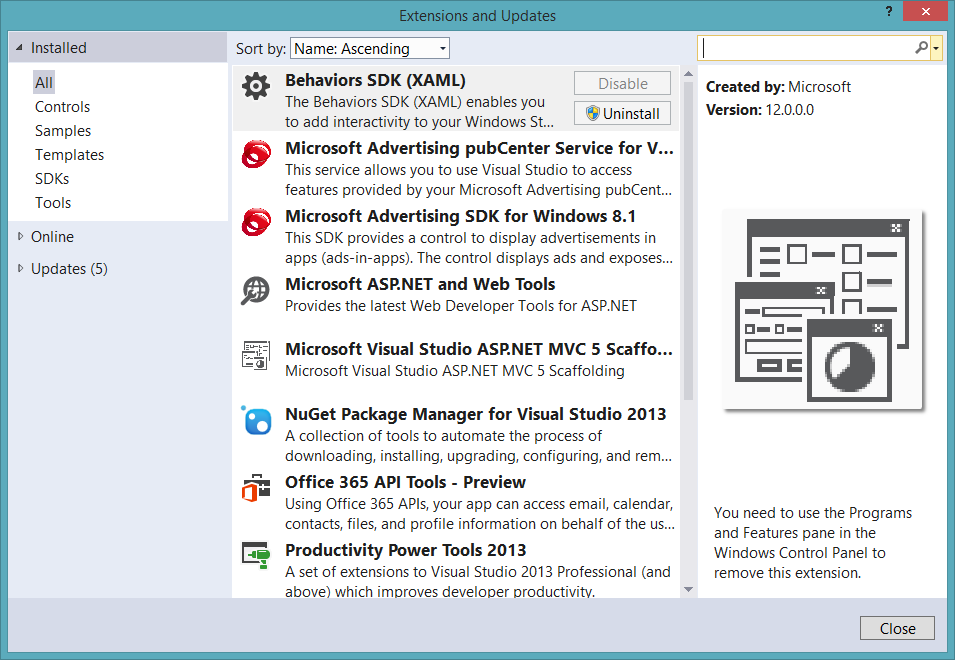 Extensions and Updates
?
Installed
All
Controls
Samples
Templates
SDKs
Tools
Online
Updates (5)
Sort by: Name: Ascending
Behaviors SDK (XAML)
The Behaviors SDK (XAML) enables you
to add interactivity to your Windows St...
Disable
Uninstall
Microsoft Advertising pubCenter Service for V...
This service allows you to use Visual Studio to access
features provided by your Microsoft Advertising pubCent...
Microsoft Advertising SDK for Windows 8.1
This SDK provides a control to display advertisements in
apps (ads-in-apps). The control displays ads and exposes...
Microsoft ASP.NET and Web Tools
Provides the latest Web Developer Tools for ASP.NET
Microsoft Visual Studio ASP.NET MVC 5 Scaffo...
Microsoft Visual Studio ASP.NET MVC 5 Scaffolding
NuGet Package Manager for Visual Studio 2013
A collection of tools to automate the process of
downloading, installing, upgrading, configuring, and rem...
Office 365 API Tools - Preview
Using Office 365 APIs, your app can access email, calendar,
contacts, files, and profile information on behalf of the us...
Productivity Power Tools 2013
A set of extensions to Visual Studio 2013 Professional (and
above) which improves developer productivity.
Created by: Microsoft
Version: 12.0.0.0
You need to use the Programs
and Features pane in the
Windows Control Panel to
remove this extension.
Close